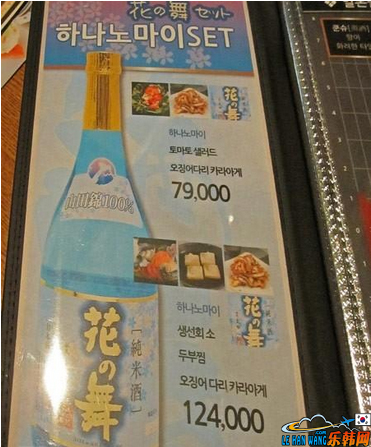 花の舞 セット
하나노마이SET
花の舞
하나노마이
토마토 샐러드
오징어다리 카라아게
79,000
山田錦100%
花の舞
하나노마이
생선회 소
두부찜
오징어 다리 카라아게
124,000
花の舞
[純米酒]
LE HAN WANG 乐韩网